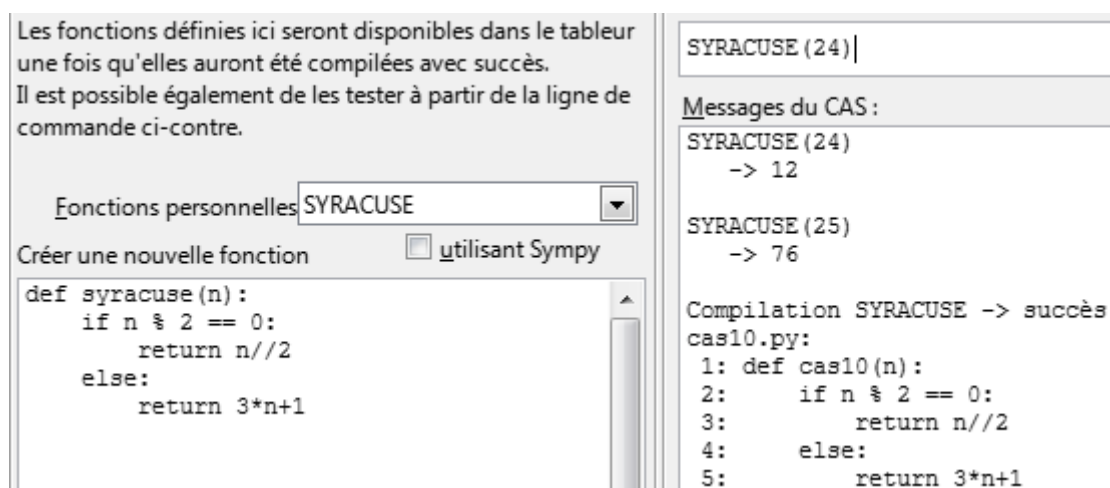 Les fonctions définies ici seront disponibles dans le tableur
une fois qu'elles auront été compilées avec succès.
Il est possible également de les tester à partir de la ligne de
commande ci-contre.
Fonctions personnelles SYRACUSE
Créer une nouvelle fonction utilisant Sympy
def syracuse(n):
    if n % 2 == 0:
        return n//2
    else:
        return 3*n+1
SYRACUSE(24)
Messages du CAS :
SYRACUSE(24)
   -> 12
SYRACUSE(25)
   -> 76
Compilation SYRACUSE -> succès
cas10.py:
 1: def cas10(n):
 2:     if n % 2 == 0:
 3:         return n//2
 4:     else:
 5:         return 3*n+1